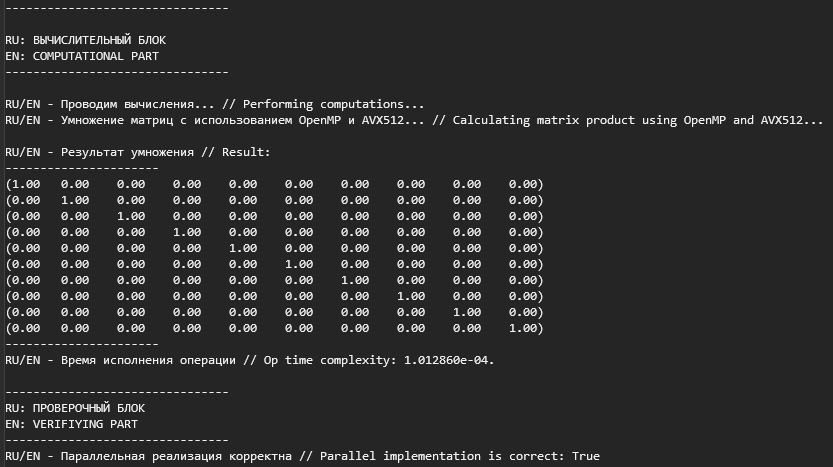 --------------------------------
RU: ВЫЧИСЛИТЕЛЬНЫЙ БЛОК
EN: COMPUTATIONAL PART
--------------------------------
RU/EN - Проводим вычисления... // Performing computations...
RU/EN - Умножение матриц с использованием OpenMP и AVX512... // Calculating matrix product using OpenMP and AVX512...
RU/EN - Результат умножения // Result:
----------------------
(1.00   0.00    0.00    0.00    0.00    0.00    0.00    0.00    0.00    0.00)
(0.00   1.00    0.00    0.00    0.00    0.00    0.00    0.00    0.00    0.00)
(0.00   0.00    1.00    0.00    0.00    0.00    0.00    0.00    0.00    0.00)
(0.00   0.00    0.00    1.00    0.00    0.00    0.00    0.00    0.00    0.00)
(0.00   0.00    0.00    0.00    1.00    0.00    0.00    0.00    0.00    0.00)
(0.00   0.00    0.00    0.00    0.00    1.00    0.00    0.00    0.00    0.00)
(0.00   0.00    0.00    0.00    0.00    0.00    1.00    0.00    0.00    0.00)
(0.00   0.00    0.00    0.00    0.00    0.00    0.00    1.00    0.00    0.00)
(0.00   0.00    0.00    0.00    0.00    0.00    0.00    0.00    1.00    0.00)
(0.00   0.00    0.00    0.00    0.00    0.00    0.00    0.00    0.00    1.00)
----------------------
RU/EN - Время исполнения операции // Op time complexity: 1.012860e-04.
--------------------------------
RU: ПРОВЕРОЧНЫЙ БЛОК
EN: VERIFIYING PART
--------------------------------
RU/EN - Параллельная реализация корректна // Parallel implementation is correct: True